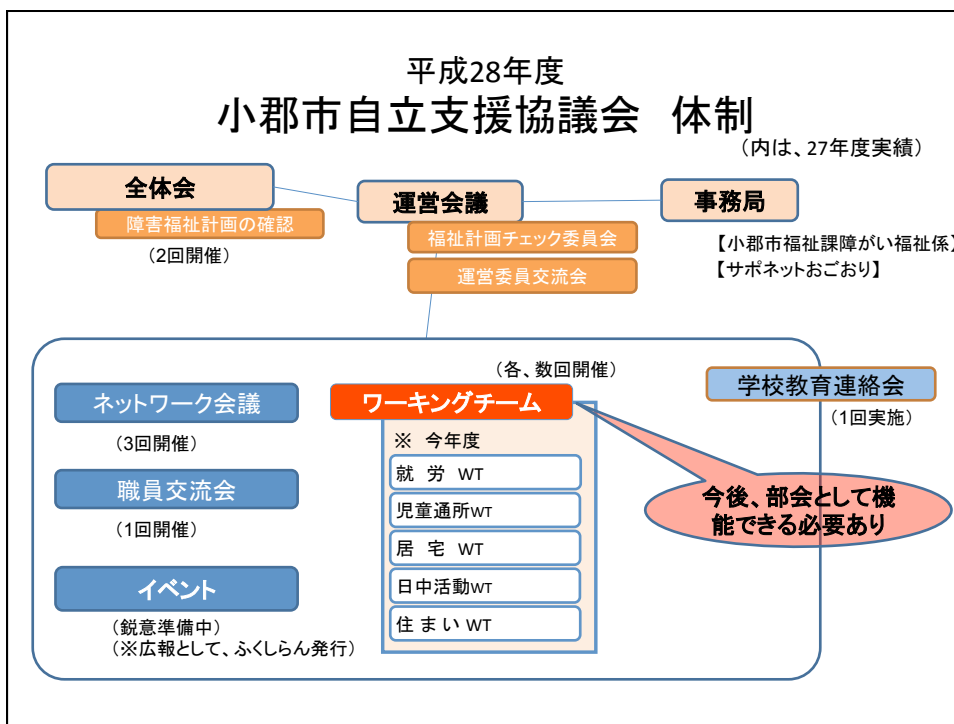 平成28年度
小郡市自立支援協議会　体制
（内は、27年度実績）
全体会
障害福祉計画の確認
（2回開催）
運営会議
福祉計画チェック委員会
運営委員交流会
事務局
【小郡市福祉課障がい福祉係】
【サポネットおごおり】
ネットワーク会議
（3回開催）
職員交流会
（1回開催）
イベント
（鋭意準備中）
（※広報として、ふくしらん発行）
（各、数回開催）
ワーキングチーム
※　今年度
就 労 WT
児童通所WT
居 宅 WT
日中活動WT
住 ま い WT
学校教育連絡会
（1回実施）
今後、部会として機
能できる必要あり